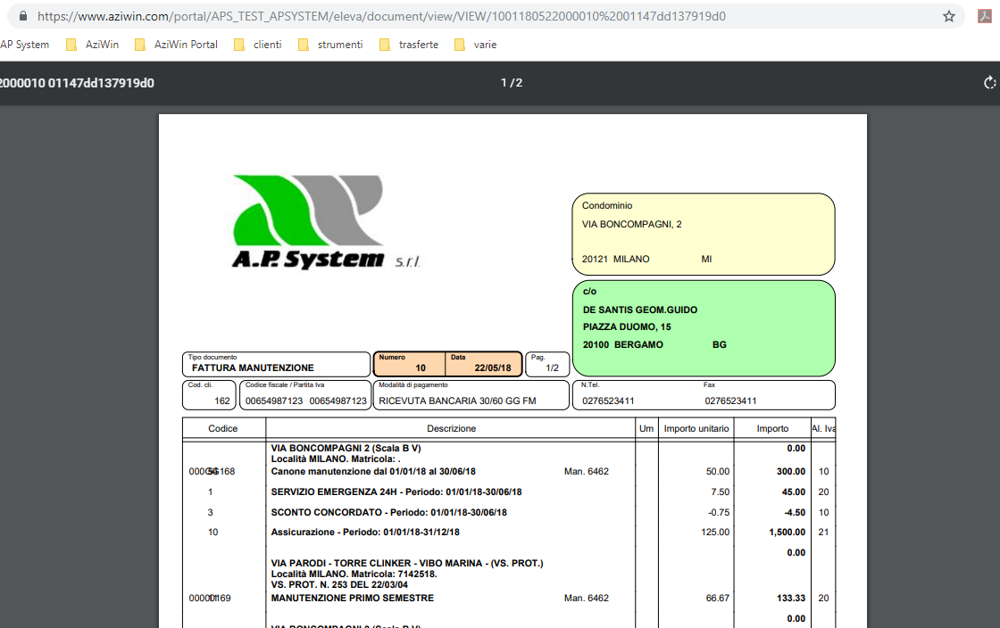 https://www.aziwin.com/portal/APS_TEST_APSYSTEM/eleva/document/view/VIEW/1001180522000010%2001147dd137919d0
AP System AziWin AziWin Portal clienti strumenti trasferte varie
2000010 01147dd137919d0 1 / 2
A.P. System s.r.l.
Condominio
VIA BONCOMPAGNI, 2
20121 MILANO MI
c/o
DE SANTIS GEOM.GUIDO
PIAZZA DUOMO, 15
20100 BERGAMO BG
Tipo documento Numero Data Pag.
FATTURA MANUTENZIONE 10 22/05/18 1/2
Cod. cli. Codice fiscale / Partita Iva Modalità di pagamento N.Tel. Fax
162 00654987123 00654987123 RICEVUTA BANCARIA 30/60 GG FM 0276523411 0276523411
Codice Descrizione Um Importo unitario Importo Al. Iva
VIA BONCOMPAGNI 2 (Scala B V) 0.00
Località MILANO. Matricola: .
Canone manutenzione dal 01/01/18 al 30/06/18 Man. 6462 50.00 300.00 10
1 SERVIZIO EMERGENZA 24H - Periodo: 01/01/18-30/06/18 7.50 45.00 20
3 SCONTO CONCORDATO - Periodo: 01/01/18-30/06/18 -0.75 -4.50 10
10 Assicurazione - Periodo: 01/01/18-31/12/18 125.00 1,500.00 21
0.00
VIA PARODI - TORRE CLINKER - VIBO MARINA - (VS. PROT.)
Località MILANO. Matricola: 7142518.
VS. PROT. N. 253 DEL 22/03/04
MANUTENZIONE PRIMO SEMESTRE Man. 6462 66.67 133.33 20
0.00